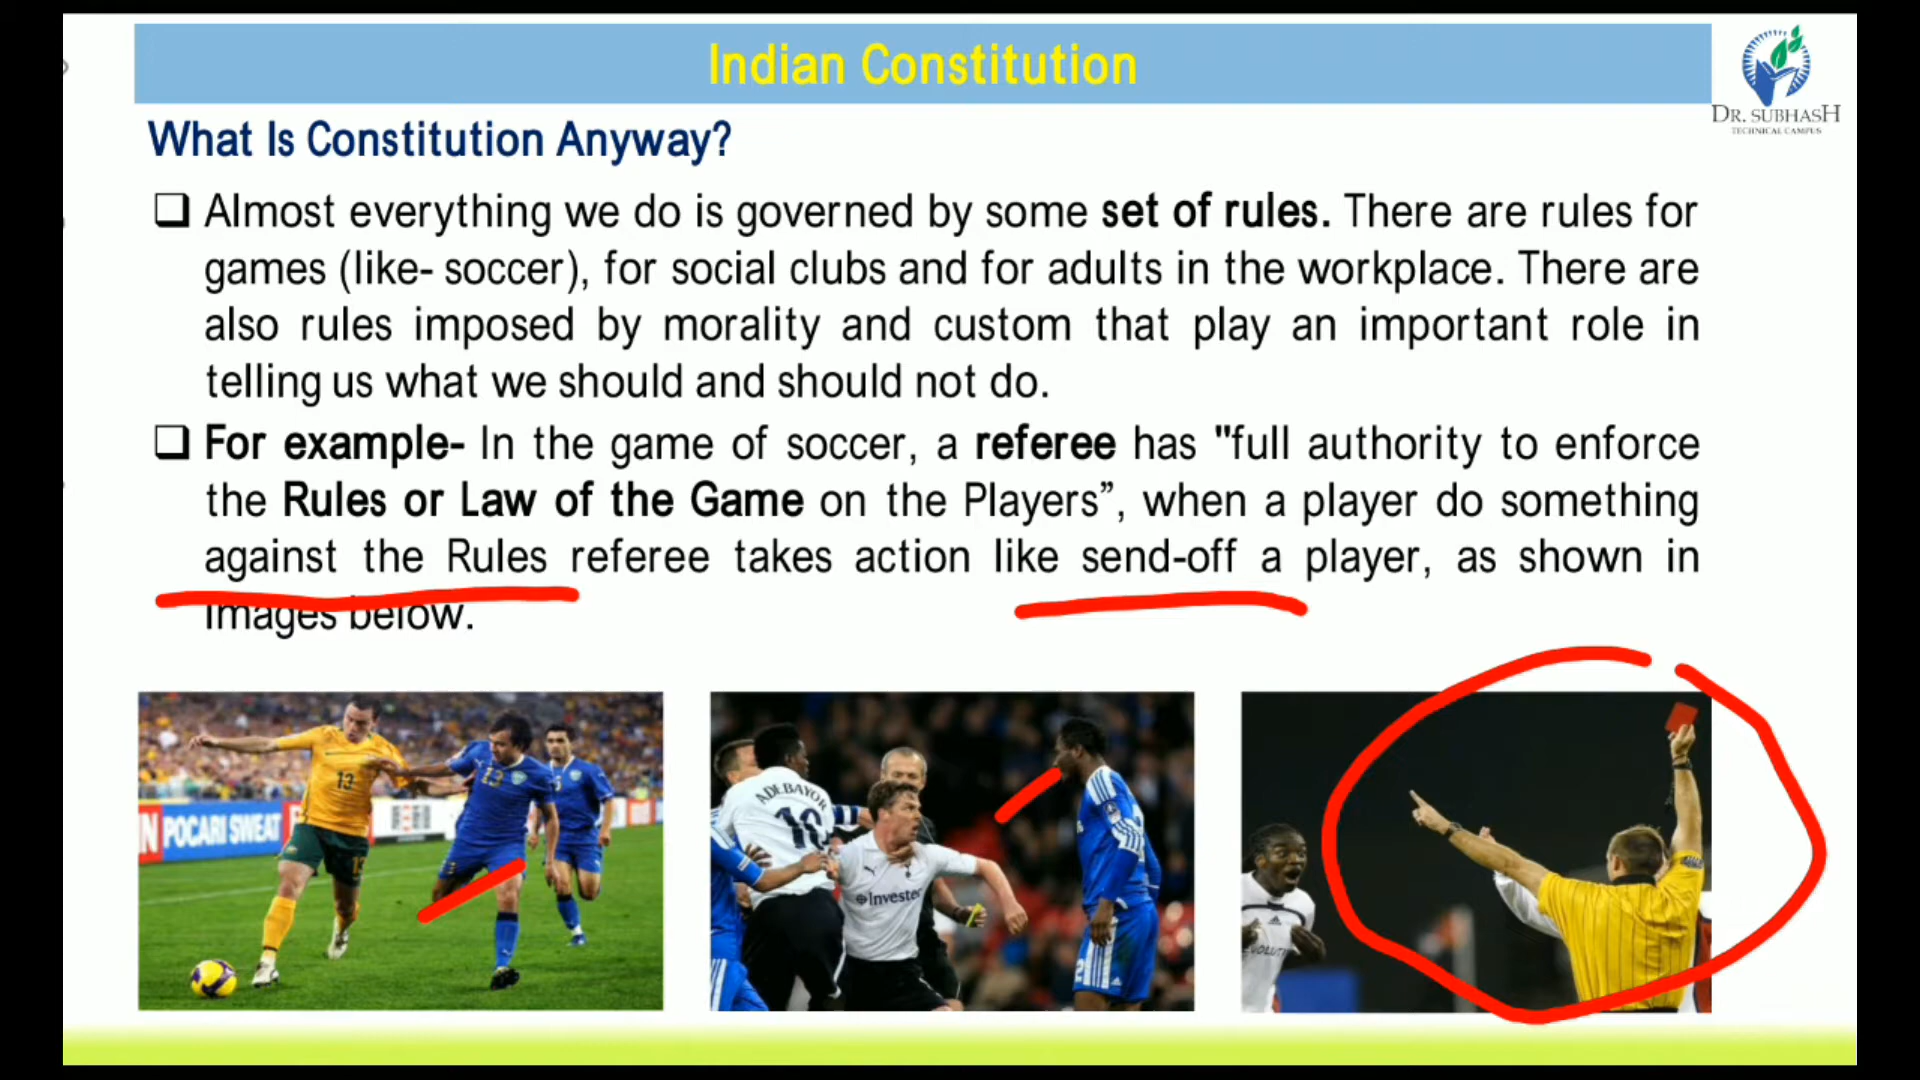 Indian Constitution
DR. SUBHASH
TECHNICAL CAMPUS
What Is Constitution Anyway?
❑ Almost everything we do is governed by some set of rules. There are rules for
games (like- soccer), for social clubs and for adults in the workplace. There are
also rules imposed by morality and custom that play an important role in
telling us what we should and should not do.
❑ For example- In the game of soccer, a referee has "full authority to enforce
the Rules or Law of the Game on the Players”, when a player do something
against the Rules referee takes action like send-off a player, as shown in
Images below.
13
POCARI SWEAT
13
ADEBAYOR
10
Investec